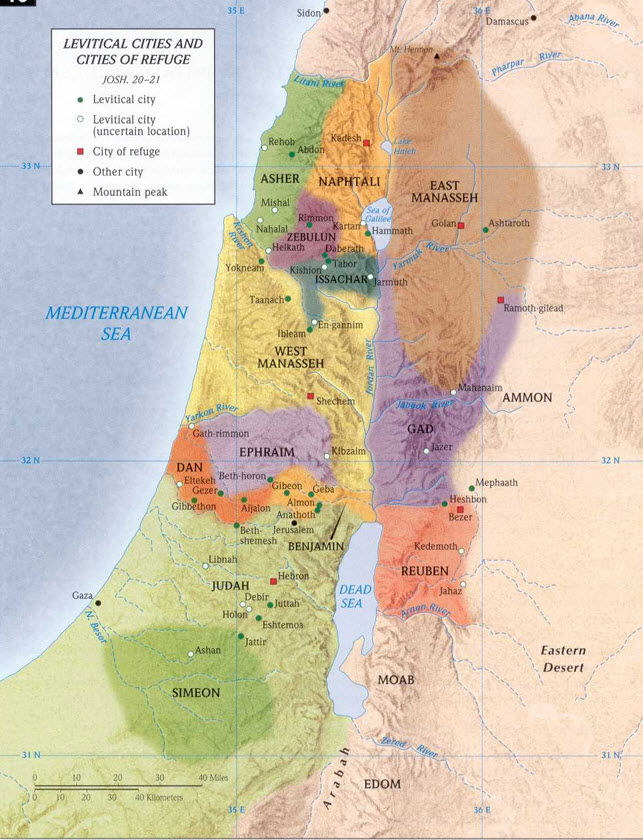 LEVITICAL CITIES AND
CITIES OF REFUGE
JOSH. 20–21
Levitical city
Levitical city
(uncertain location)
City of refuge
Other city
Mountain peak
35 E
36 E
Sidon
Damascus
Abana River
Mt. Hermon
Pharpar River
Litani River
Rehob
Abdon
Kedesh
Lake
Huleh
33 N
33 N
ASHER
NAPHTALI
EAST
MANASSEH
Mishal
Rimmon
Kartan
Sea of
Galilee
Golan
Ashtaroth
Nahalal
Hammath
Kishon
River
ZEBULUN
Helkath
Daberath
Yarmuk River
Yokneam
Kishion
Tabor
ISSACHAR
Jarmuth
Taanach
Ramoth-gilead
MEDITERRANEAN
SEA
En-gannim
Ibleam
WEST
MANASSEH
Jordan River
Mahanaim
AMMON
Shechem
Jabbok River
Yarkon River
GAD
Gath-rimmon
EPHRAIM
Kibzaim
Jazer
32 N
32 N
DAN
Beth-horon
Eltekeh
Gezer
Gibeon
Geba
Mephaath
Gibbethon
Aijalon
Almon
Heshbon
Anathoth
Bezer
Beth-
shemesh
Jerusalem
BENJAMIN
Kedemoth
Libnah
REUBEN
JUDAH
Hebron
DEAD
SEA
Jahaz
Gaza
Debir
Juttah
Holon
Arnon River
N. Besor
Eshtemoa
Jattir
Ashan
Eastern
Desert
SIMEON
MOAB
31 N
31 N
Zered River
0 10 20 30 40 Miles
0 10 20 30 40 Kilometers
Arabah
EDOM
35 E
36 E